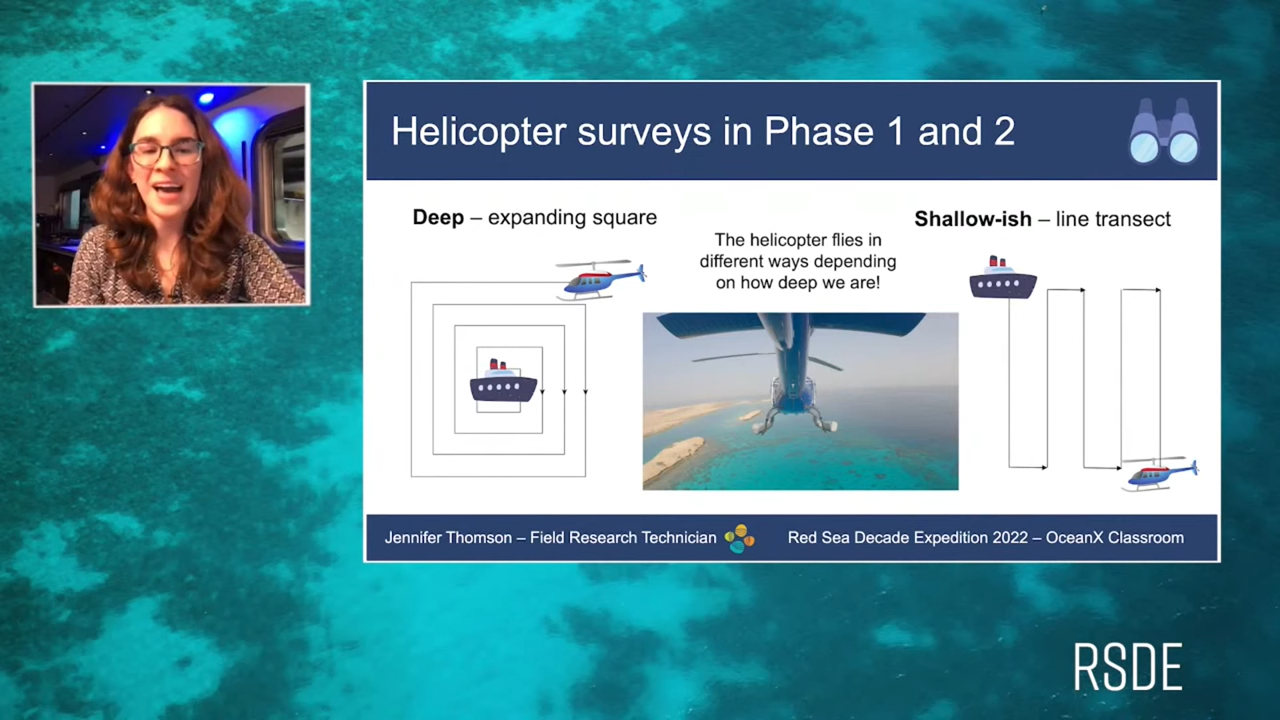 Helicopter surveys in Phase 1 and 2
Deep – expanding square
The helicopter flies in
different ways depending
on how deep we are!
Shallow-ish – line transect
Jennifer Thomson – Field Research Technician
Red Sea Decade Expedition 2022 – OceanX Classroom
RSDE